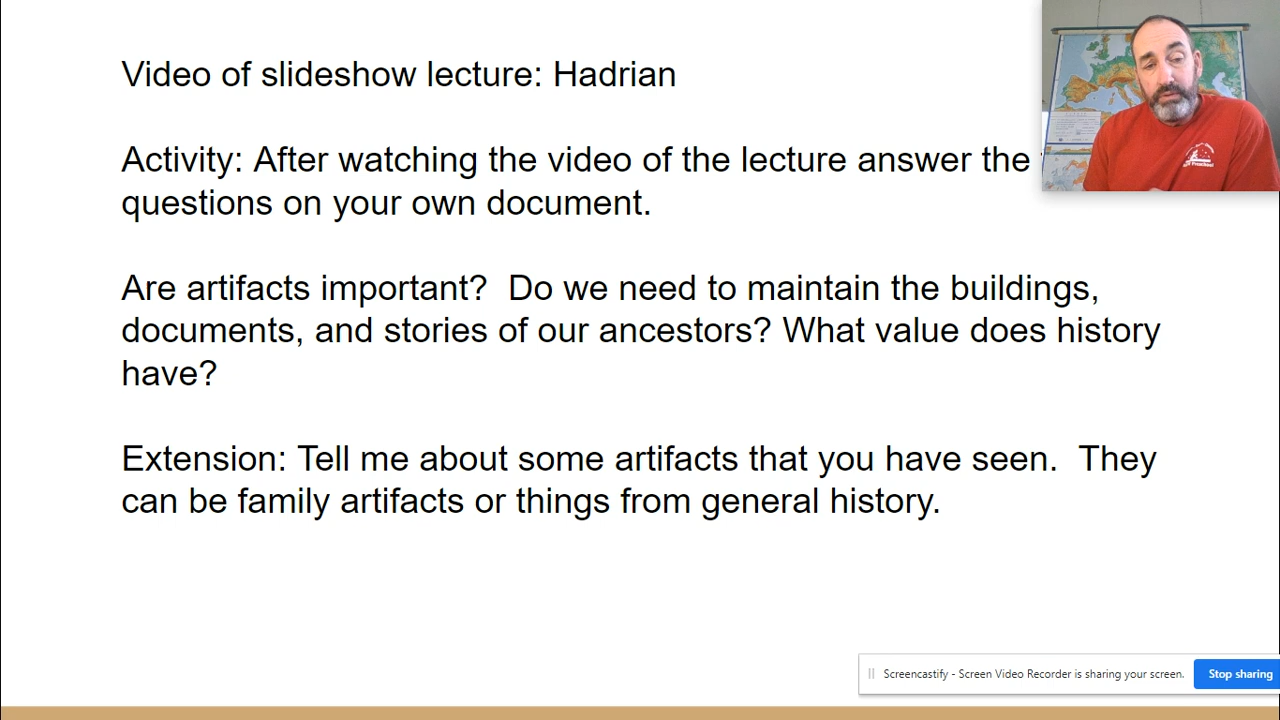 Video of slideshow lecture: Hadrian
Activity: After watching the video of the lecture answer the
questions on your own document.
Are artifacts important?  Do we need to maintain the buildings,
documents, and stories of our ancestors? What value does history
have?
Extension: Tell me about some artifacts that you have seen.  They
can be family artifacts or things from general history.
Screencastify - Screen Video Recorder is sharing your screen.
Stop sharing